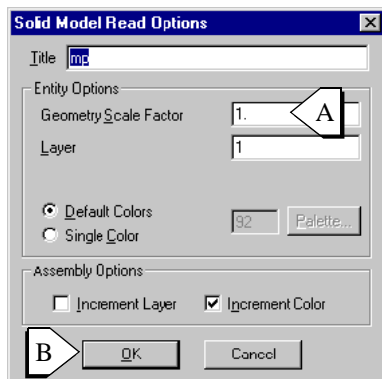 Solid Model Read Options
Title mp
Entity Options
Geometry Scale Factor 1. A
Layer 1
Default Colors
92 Palette...
Single Color
Assembly Options
Increment Layer Increment Color
B OK Cancel